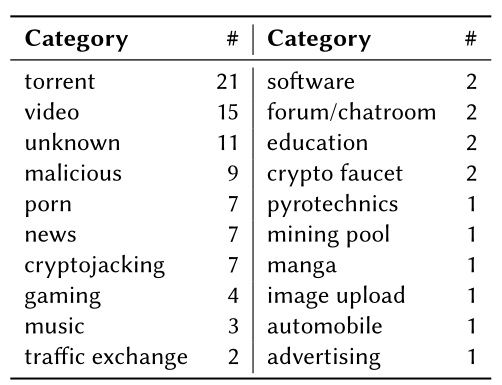 Category # Category #
torrent 21 software 2
video 15 forum/chatroom 2
unknown 11 education 2
malicious 9 crypto faucet 2
porn 7 pyrotechnics 1
news 7 mining pool 1
cryptojacking 7 manga 1
gaming 4 image upload 1
music 3 automobile 1
traffic exchange 2 advertising 1